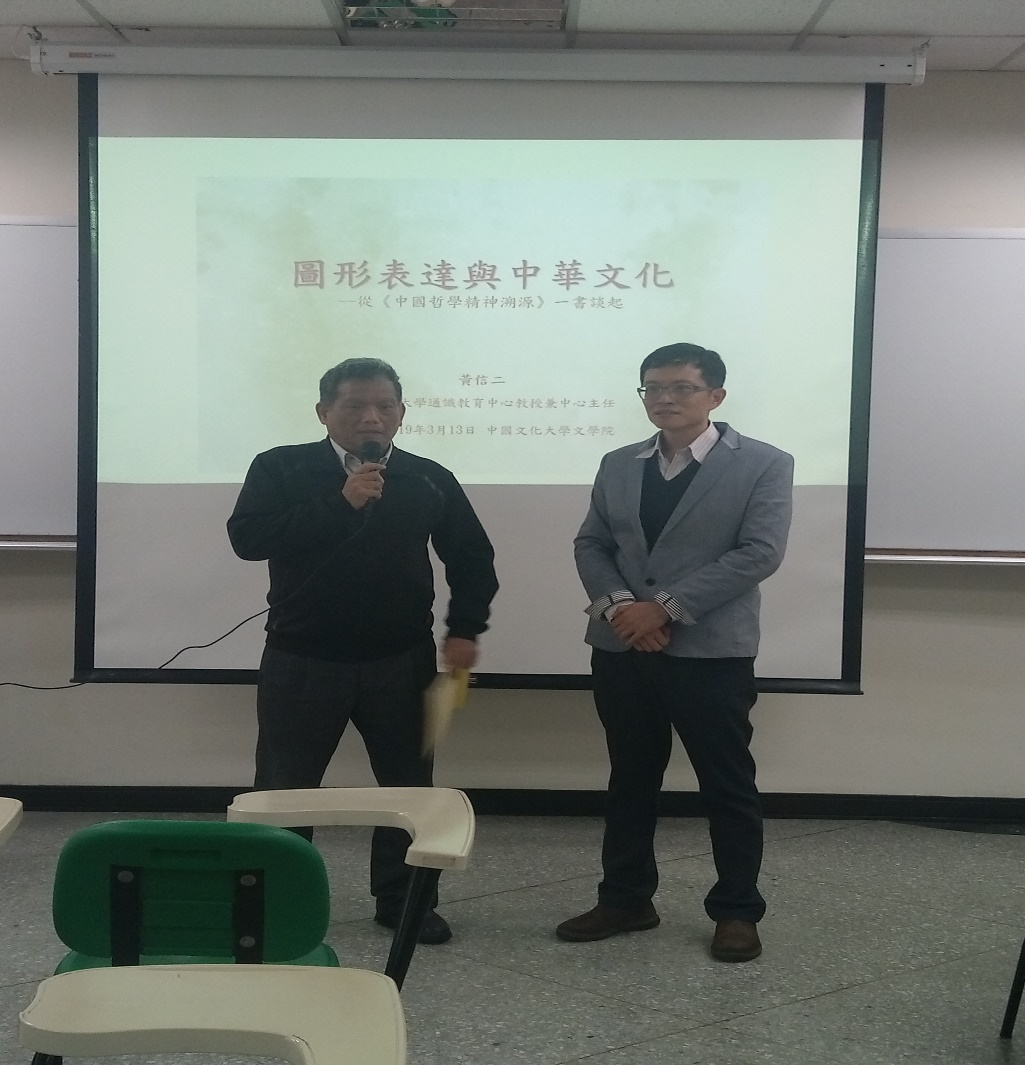 圖形表達與中華文化
—從《中國哲學精神溯源》一書談起
黃信二
大學通識教育中心教授兼中心主任
19年3月13日 中國文化大學文學院